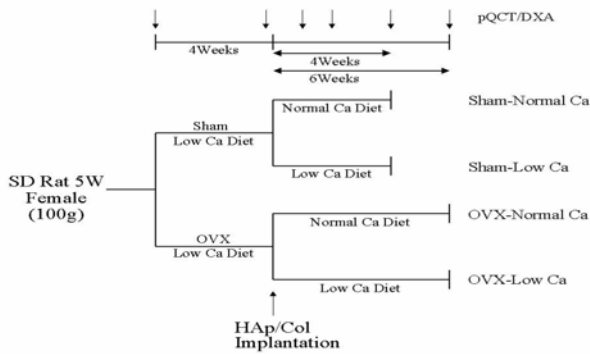 pQCT/DXA
4Weeks
4Weeks
6Weeks
Normal Ca Diet
Sham-Normal Ca
Sham
Low Ca Diet
Low Ca Diet
Sham-Low Ca
SD Rat 5W
Female
(100g)
Normal Ca Diet
OVX-Normal Ca
OVX
Low Ca Diet
Low Ca Diet
OVX-Low Ca
HAp/Col
Implantation